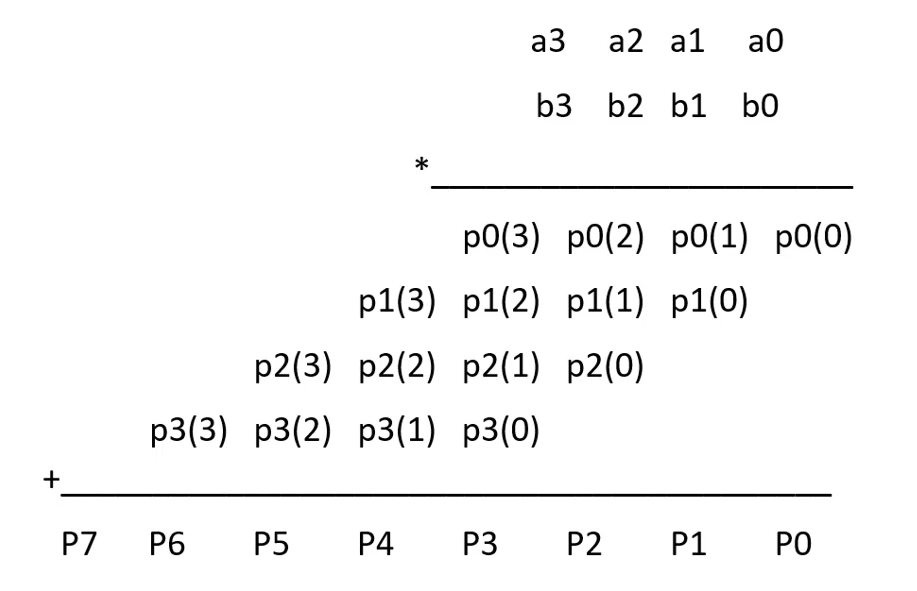 a3 a2 a1 a0
b3 b2 b1 b0
*
p0(3) p0(2) p0(1) p0(0)
p1(3) p1(2) p1(1) p1(0)
p2(3) p2(2) p2(1) p2(0)
p3(3) p3(2) p3(1) p3(0)
+
P7 P6 P5 P4 P3 P2 P1 P0